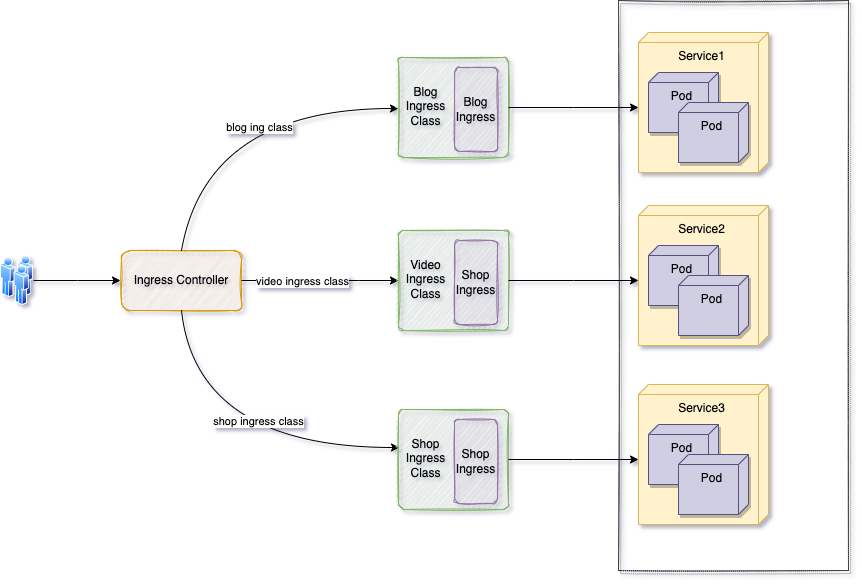 Service1
Pod
Pod
Blog
Ingress
Class
Blog
Ingress
blog ing class
Service2
Pod
Pod
Ingress Controller
video ingress class
Video
Ingress
Class
Shop
Ingress
Service3
Pod
Pod
shop ingress class
Shop
Ingress
Class
Shop
Ingress